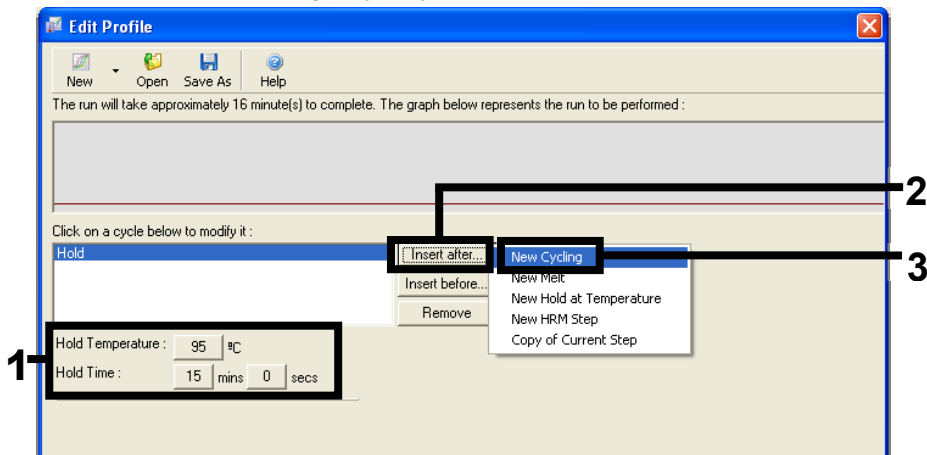 Edit Profile
New Open Save As Help
The run will take approximately 16 minute(s) to complete. The graph below represents the run to be performed :
2
Click on a cycle below to modify it :
Hold
Insert after...
New Cycling
3
Insert before...
New Melt
New Hold at Temperature
Remove
New HRM Step
Copy of Current Step
1
Hold Temperature : 95 ºC
Hold Time : 15 mins 0 secs